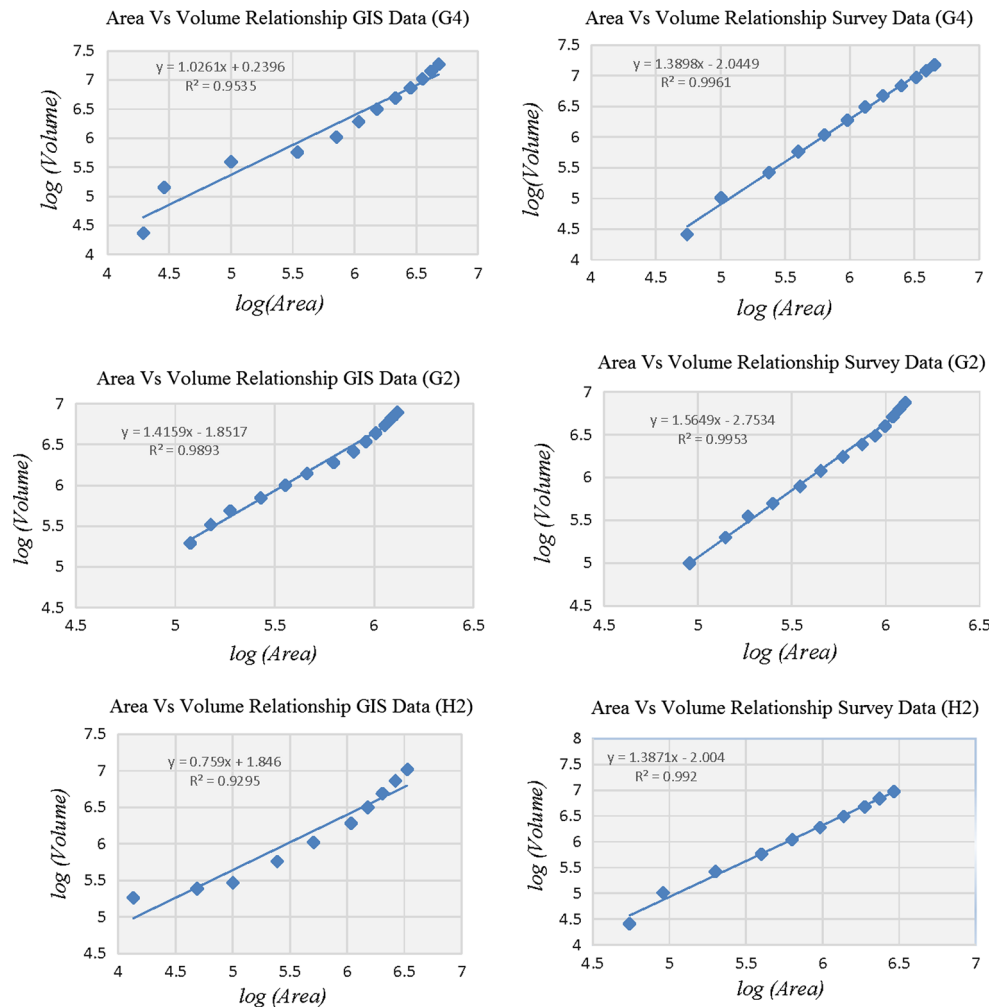 Area Vs Volume Relationship GIS Data (G4)
y = 1.0261x + 0.2396
R² = 0.9535
7.5
7
6.5
6
5.5
5
4.5
4
4 4.5 5 5.5 6 6.5 7
log (Volume)
log(Area)
Area Vs Volume Relationship Survey Data (G4)
y = 1.3898x - 2.0449
R² = 0.9961
7.5
7
6.5
6
5.5
5
4.5
4
4 4.5 5 5.5 6 6.5 7
log(Volume)
log (Area)
Area Vs Volume Relationship GIS Data (G2)
y = 1.4159x - 1.8517
R² = 0.9893
7
6.5
6
5.5
5
4.5
4.5 5 5.5 6 6.5
log (Volume)
log (Area)
Area Vs Volume Relationship Survey Data (G2)
y = 1.5649x - 2.7534
R² = 0.9953
7
6.5
6
5.5
5
4.5
4.5 5 5.5 6 6.5
log (Volume)
log (Area)
Area Vs Volume Relationship GIS Data (H2)
y = 0.759x + 1.846
R² = 0.9295
7.5
7
6.5
6
5.5
5
4.5
4 4.5 5 5.5 6 6.5 7
log (Volume)
log (Area)
Area Vs Volume Relationship Survey Data (H2)
y = 1.3871x - 2.004
R² = 0.992
8
7.5
7
6.5
6
5.5
5
4.5
4
4.5 5 5.5 6 6.5 7
log (Volume)
log (Area)